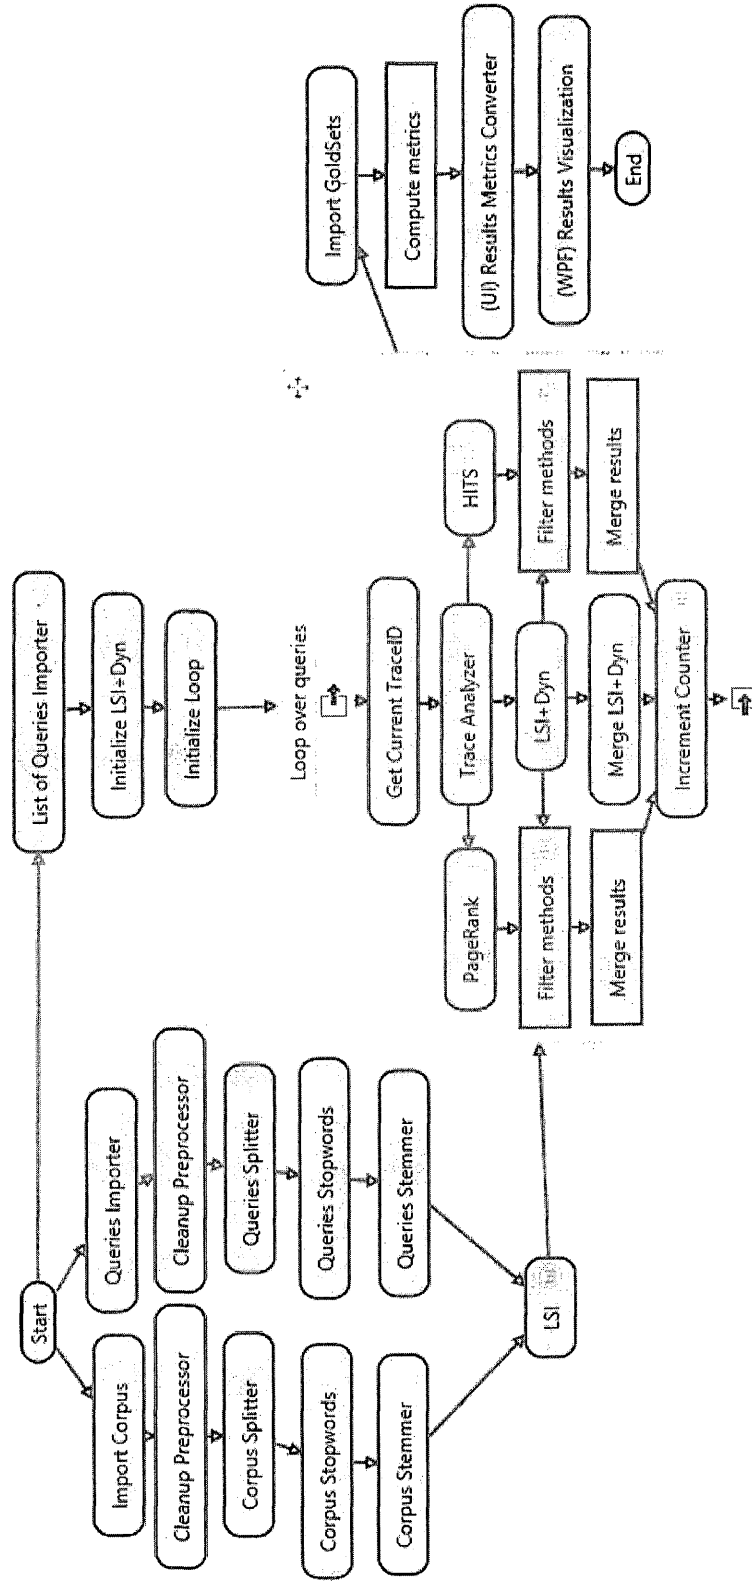 Start
Import Corpus
Cleanup Preprocessor
Corpus Splitter
Corpus Stopwords
Corpus Stemmer
Queries Importer
Cleanup Preprocessor
Queries Splitter
Queries Stopwords
Queries Stemmer
LSI
List of Queries Importer
Initialize LSI+Dyn
Initialize Loop
Loop over queries
Get Current TraceID
Trace Analyzer
PageRank
LSI+Dyn
HITS
Filter methods
Filter methods
Merge results
Merge LSI+Dyn
Merge results
Increment Counter
Import GoldSets
Compute metrics
(UI) Results Metrics Converter
(WPF) Results Visualization
End